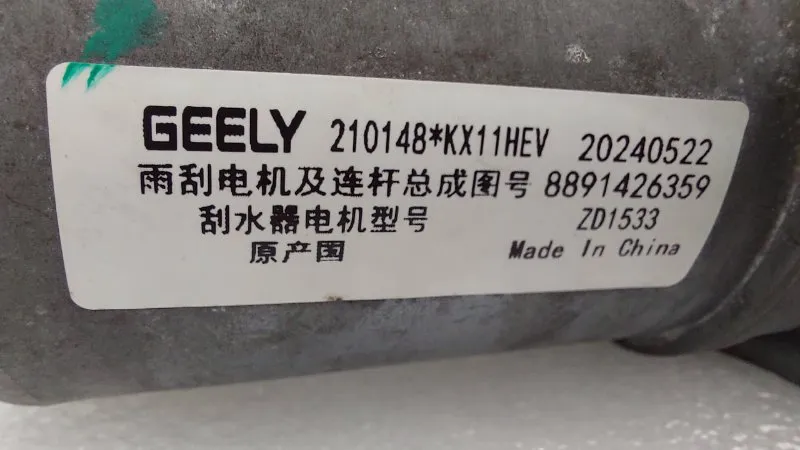 GEELY 210148*KX11HEV 20240522
雨刮电机及连杆总成图号 8891426359
刮水器电机型号 ZD1533
原产国 Made In China